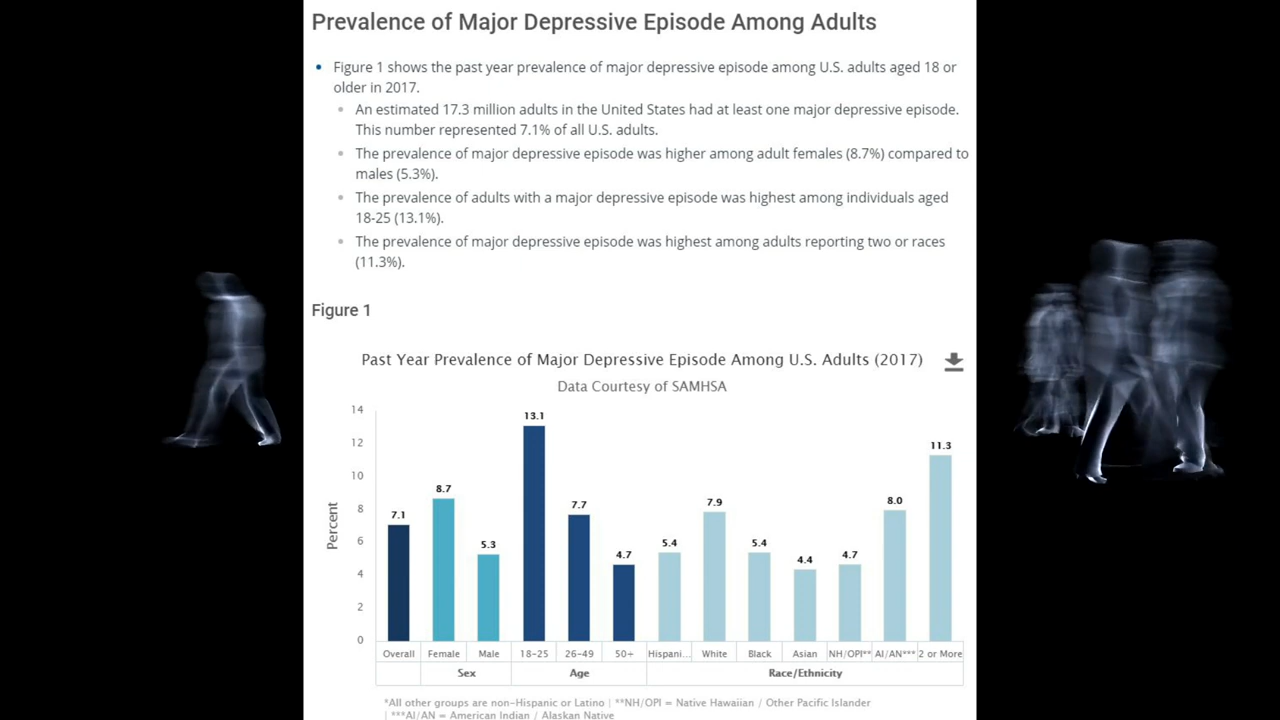 Prevalence of Major Depressive Episode Among Adults
Figure 1 shows the past year prevalence of major depressive episode among U.S. adults aged 18 or
older in 2017.
An estimated 17.3 million adults in the United States had at least one major depressive episode.
This number represented 7.1% of all U.S. adults.
The prevalence of major depressive episode was higher among adult females (8.7%) compared to
males (5.3%).
The prevalence of adults with a major depressive episode was highest among individuals aged
18-25 (13.1%).
The prevalence of major depressive episode was highest among adults reporting two or races
(11.3%).
Figure 1
Past Year Prevalence of Major Depressive Episode Among U.S. Adults (2017)
Data Courtesy of SAMHSA
Percent
14
12
10
8
6
4
2
0
7.1
8.7
5.3
13.1
7.7
4.7
5.4
7.9
5.4
4.4
4.7
8.0
11.3
Overall Female Male 18-25 26-49 50+ Hispani... White Black Asian NH/OPI** AI/AN*** 2 or More
Sex Age Race/Ethnicity
*All other groups are non-Hispanic or Latino | **NH/OPI = Native Hawaiian / Other Pacific Islander
| ***AI/AN = American Indian / Alaskan Native